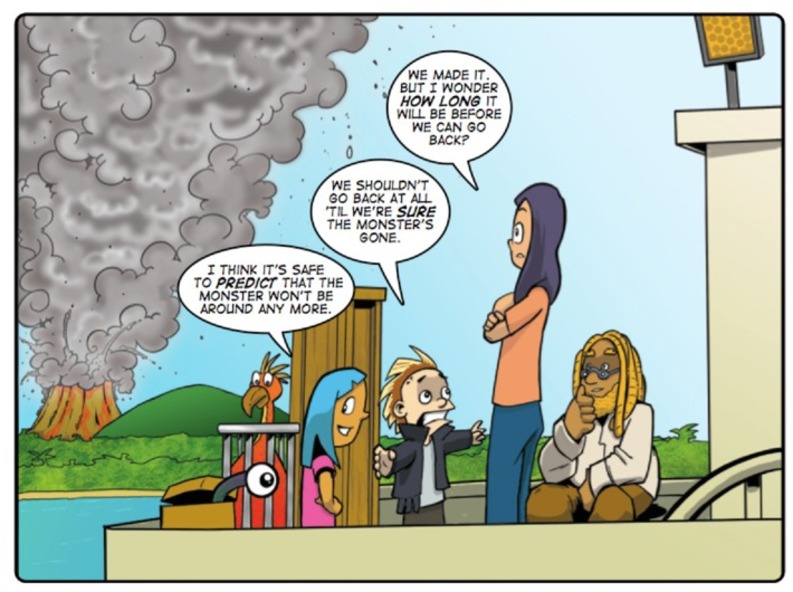 WE MADE IT.
BUT I WONDER
HOW LONG IT
WILL BE BEFORE
WE CAN GO
BACK?
WE SHOULDN'T
GO BACK AT ALL
'TIL WE'RE SURE
THE MONSTER'S
GONE.
I THINK IT'S SAFE
TO PREDICT THAT THE
MONSTER WON'T BE
AROUND ANY MORE.